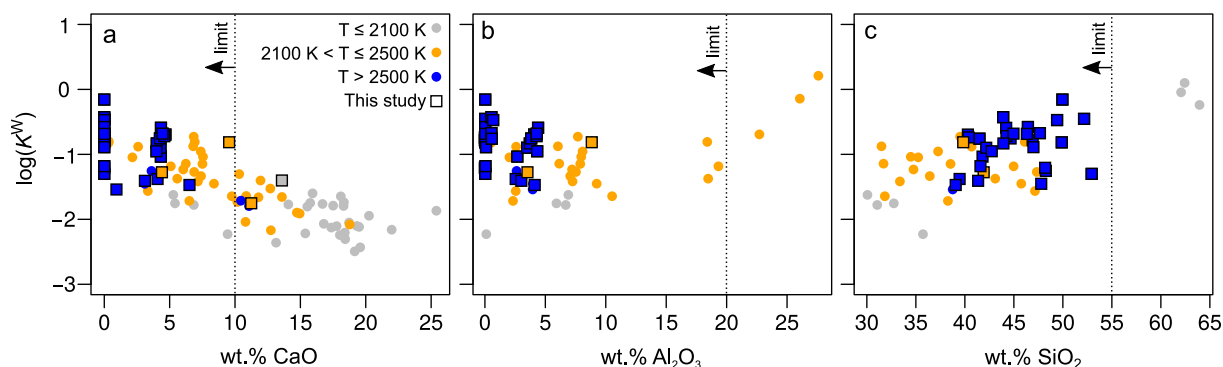 a
limit
T ≤ 2100 K
2100 K < T ≤ 2500 K
T > 2500 K
This study
log(Kᵂ)
1
0
−1
−2
−3
0 5 10 15 20 25
wt.% CaO
b
limit
0 5 10 15 20 25
wt.% Al₂O₃
c
limit
30 35 40 45 50 55 60 65
wt.% SiO₂